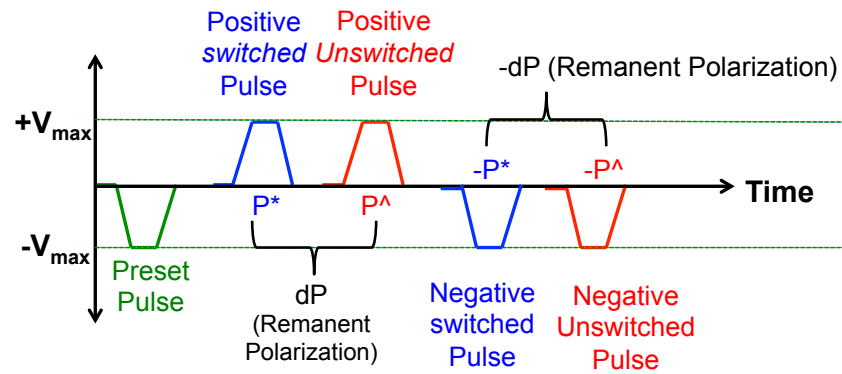 Positive
switched
Pulse
Positive
Unswitched
Pulse
-dP (Remanent Polarization)
+Vmax
-P*
-P^
Time
P*
P^
-Vmax
Preset
Pulse
dP
(Remanent
Polarization)
Negative
switched
Pulse
Negative
Unswitched
Pulse